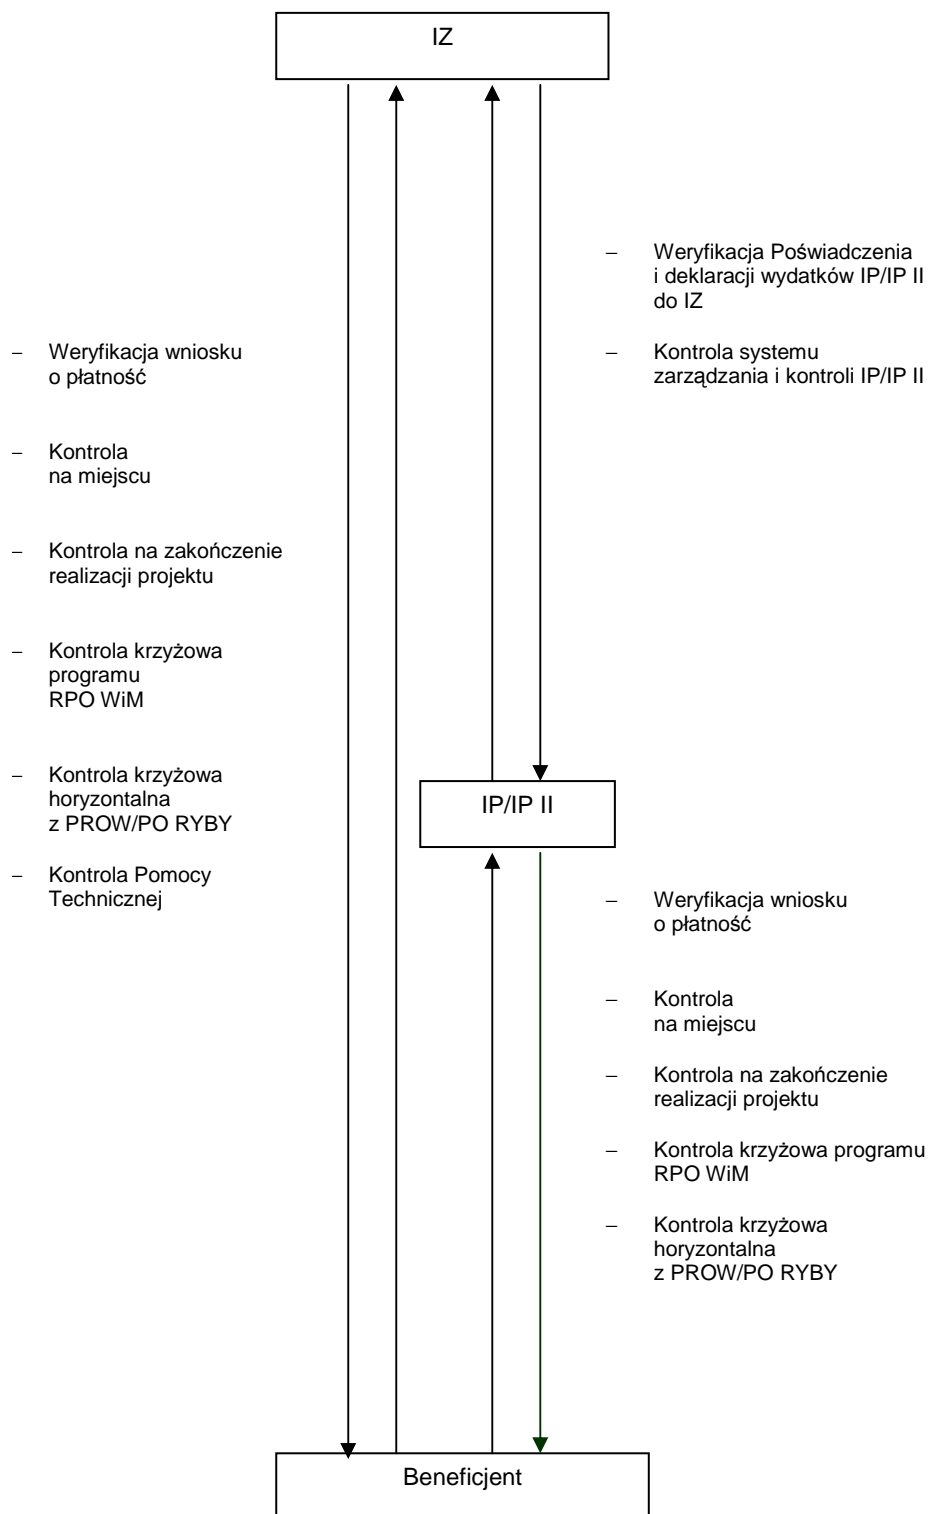 IZ
– Weryfikacja Poświadczenia
i deklaracji wydatków IP/IP II
do IZ
– Kontrola systemu
zarządzania i kontroli IP/IP II
– Weryfikacja wniosku
o płatność
– Kontrola
na miejscu
– Kontrola na zakończenie
realizacji projektu
– Kontrola krzyżowa
programu
RPO WiM
– Kontrola krzyżowa
horyzontalna
z PROW/PO RYBY
– Kontrola Pomocy
Technicznej
IP/IP II
– Weryfikacja wniosku
o płatność
– Kontrola
na miejscu
– Kontrola na zakończenie
realizacji projektu
– Kontrola krzyżowa programu
RPO WiM
– Kontrola krzyżowa
horyzontalna
z PROW/PO RYBY
Beneficjent